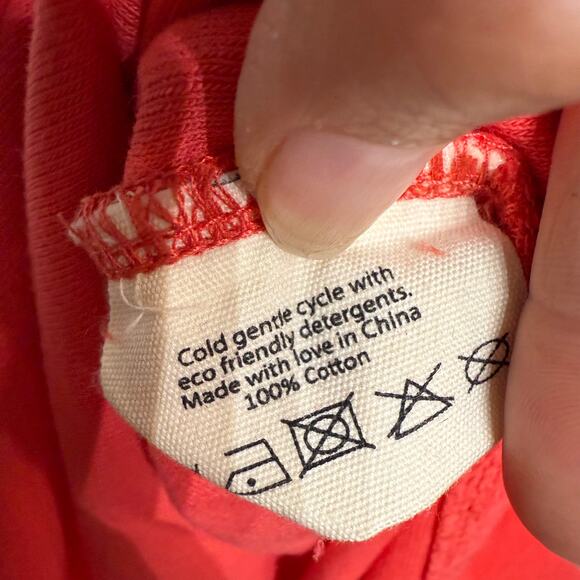 Cold gentle cycle with
eco friendly detergents.
Made with love in China
100% Cotton